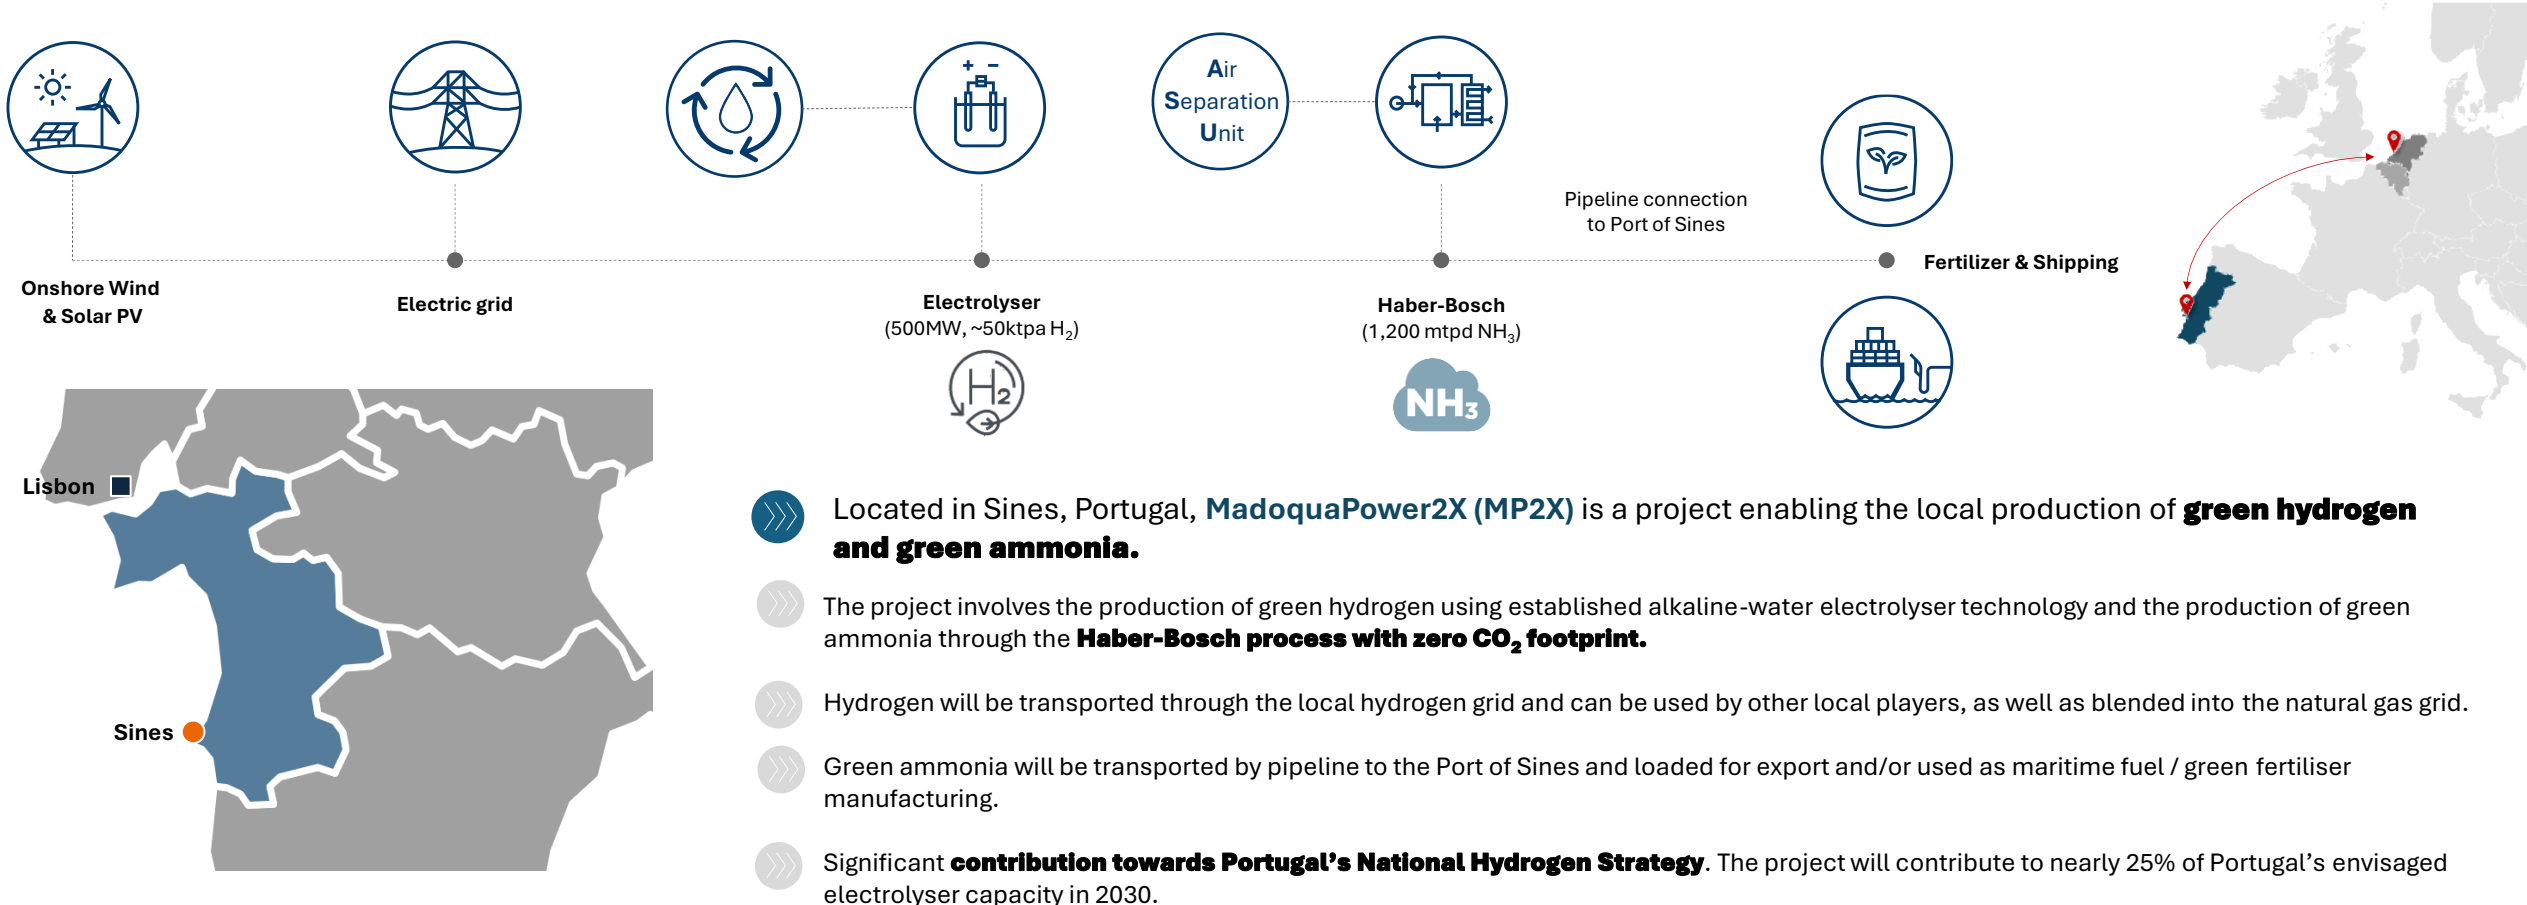 Air
Separation
Unit
Pipeline connection
to Port of Sines
Onshore Wind
& Solar PV
Electric grid
Electrolyser
(500MW, ~50ktpa H₂)
Haber-Bosch
(1,200 mtpd NH₃)
Fertilizer & Shipping
H₂
NH₃
Lisbon
Sines
Located in Sines, Portugal, MadoquaPower2X (MP2X) is a project enabling the local production of green hydrogen
and green ammonia.
The project involves the production of green hydrogen using established alkaline-water electrolyser technology and the production of green
ammonia through the Haber-Bosch process with zero CO₂ footprint.
Hydrogen will be transported through the local hydrogen grid and can be used by other local players, as well as blended into the natural gas grid.
Green ammonia will be transported by pipeline to the Port of Sines and loaded for export and/or used as maritime fuel / green fertiliser
manufacturing.
Significant contribution towards Portugal’s National Hydrogen Strategy. The project will contribute to nearly 25% of Portugal’s envisaged
electrolyser capacity in 2030.